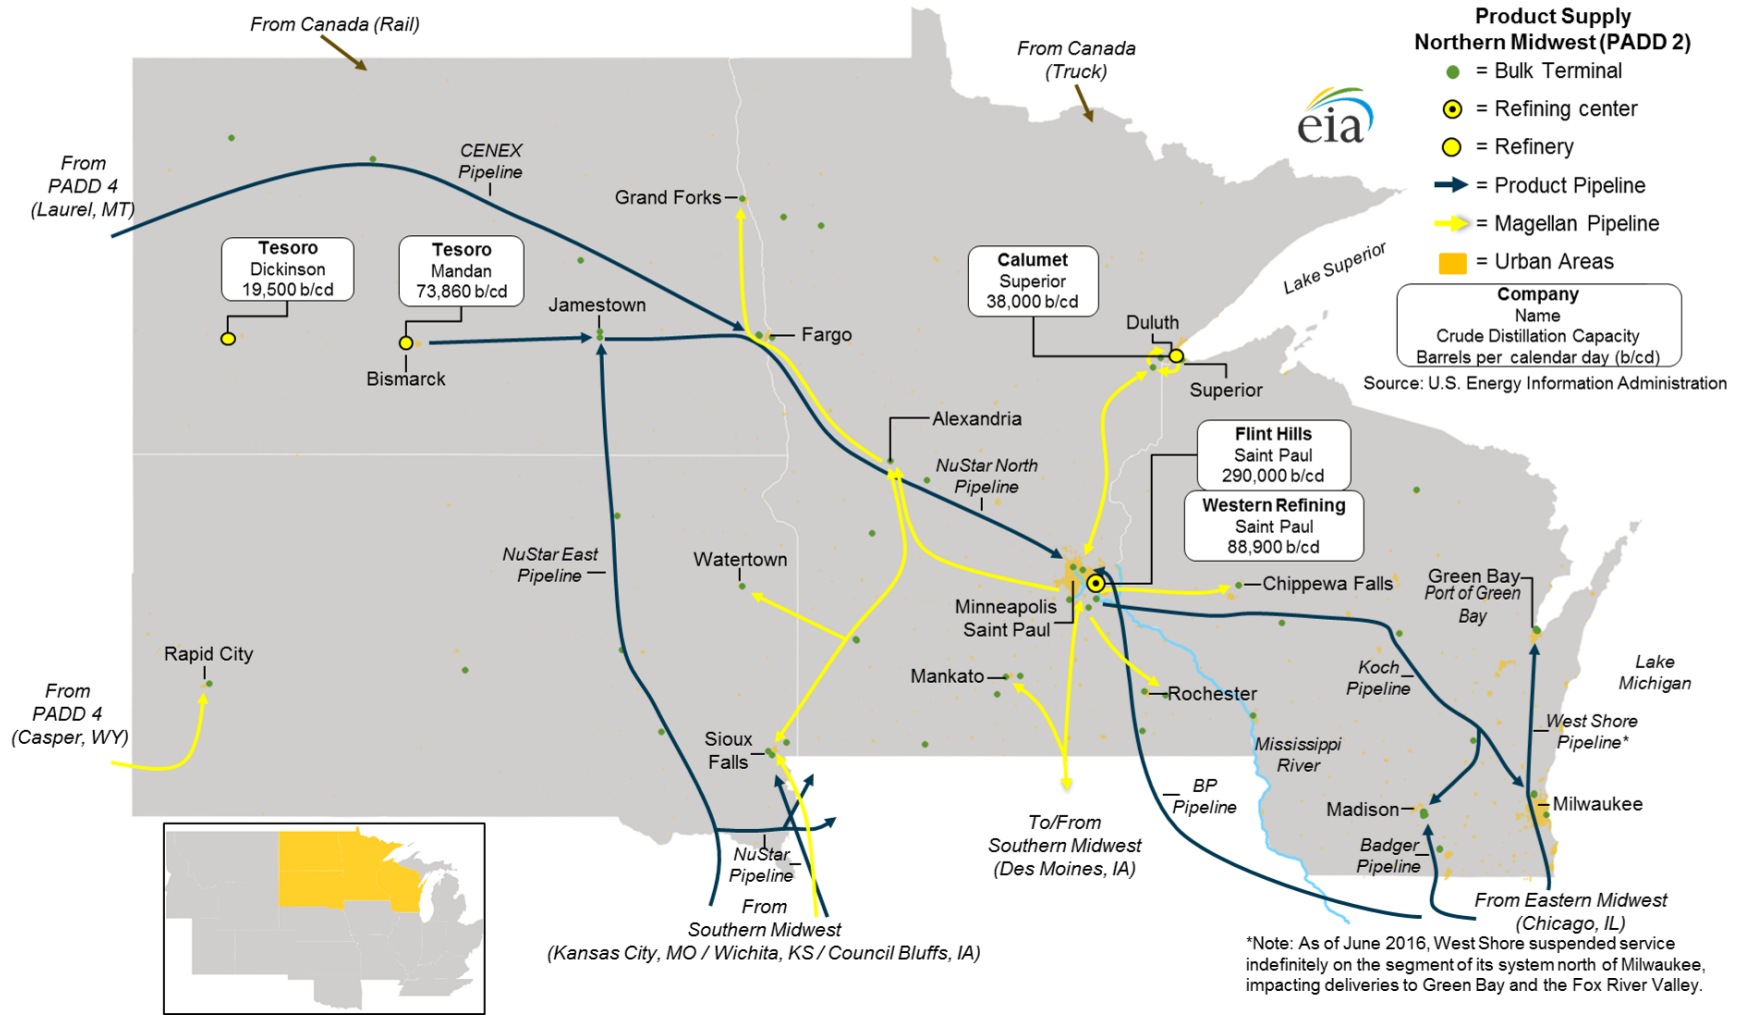 From Canada (Rail)
From Canada
(Truck)
Product Supply
Northern Midwest (PADD 2)
= Bulk Terminal
= Refining center
= Refinery
= Product Pipeline
= Magellan Pipeline
= Urban Areas
Company
Name
Crude Distillation Capacity
Barrels per calendar day (b/cd)
Source: U.S. Energy Information Administration
eia
From
PADD 4
(Laurel, MT)
CENEX
Pipeline
Grand Forks
Tesoro
Dickinson
19,500 b/cd
Tesoro
Mandan
73,860 b/cd
Jamestown
Fargo
Bismarck
Calumet
Superior
38,000 b/cd
Lake Superior
Duluth
Superior
Alexandria
NuStar North
Pipeline
Flint Hills
Saint Paul
290,000 b/cd
Western Refining
Saint Paul
88,900 b/cd
NuStar East
Pipeline
Watertown
Minneapolis
Saint Paul
Chippewa Falls
Green Bay
Port of Green
Bay
Rapid City
Mankato
Rochester
Koch
Pipeline
Lake
Michigan
From
PADD 4
(Casper, WY)
Sioux
Falls
Mississippi
River
West Shore
Pipeline*
BP
Pipeline
Madison
Milwaukee
To/From
Southern Midwest
(Des Moines, IA)
NuStar
Pipeline
Badger
Pipeline
From
Southern Midwest
(Kansas City, MO / Wichita, KS / Council Bluffs, IA)
From Eastern Midwest
(Chicago, IL)
*Note: As of June 2016, West Shore suspended service
indefinitely on the segment of its system north of Milwaukee,
impacting deliveries to Green Bay and the Fox River Valley.